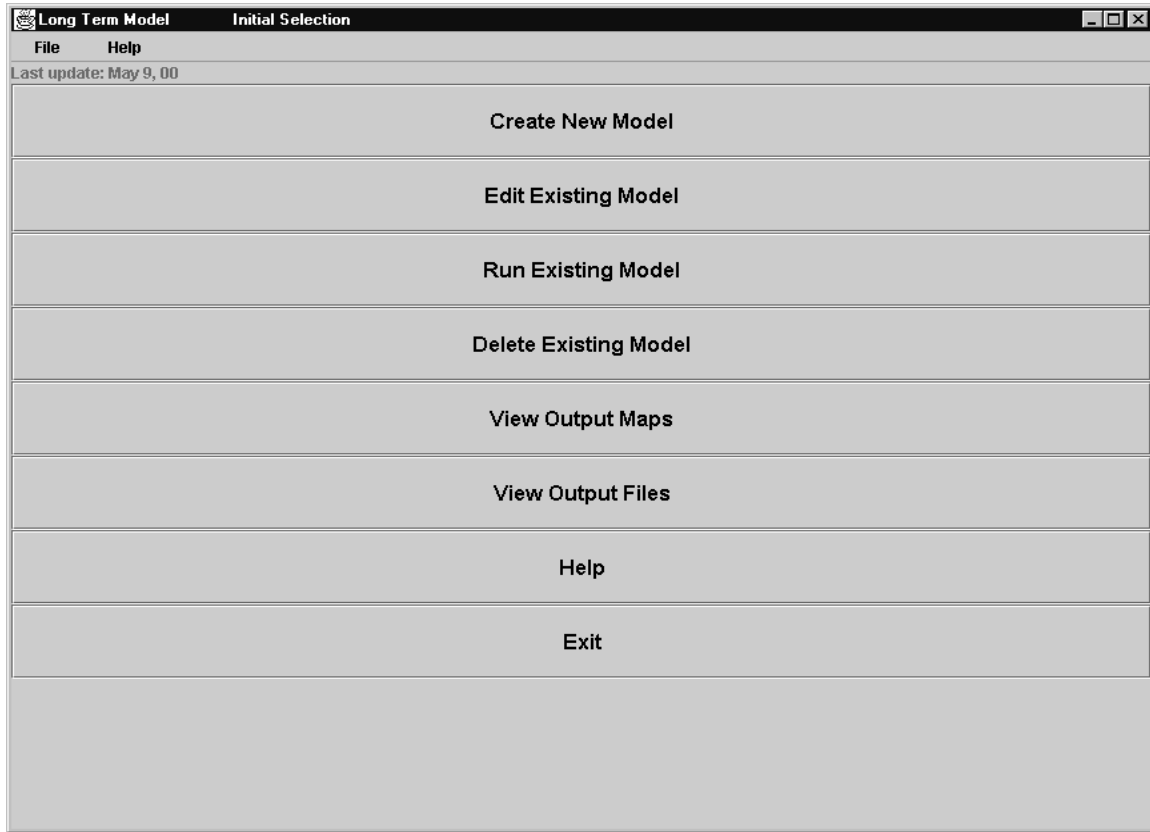 Long Term Model Initial Selection
File Help
Last update: May 9, 00
Create New Model
Edit Existing Model
Run Existing Model
Delete Existing Model
View Output Maps
View Output Files
Help
Exit